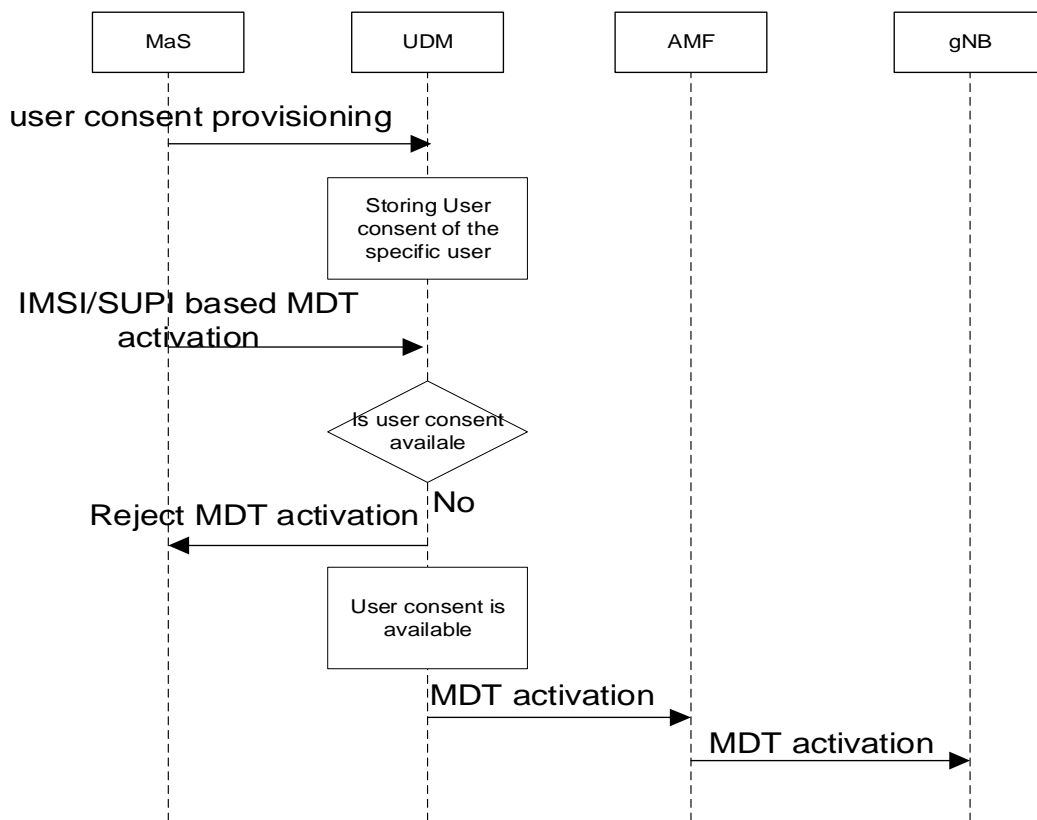 MaS
UDM
AMF
gNB
user consent provisioning
Storing User
consent of the
specific user
IMSI/SUPI based MDT
activation
Is user consent
availale
No
Reject MDT activation
User consent is
available
MDT activation
MDT activation